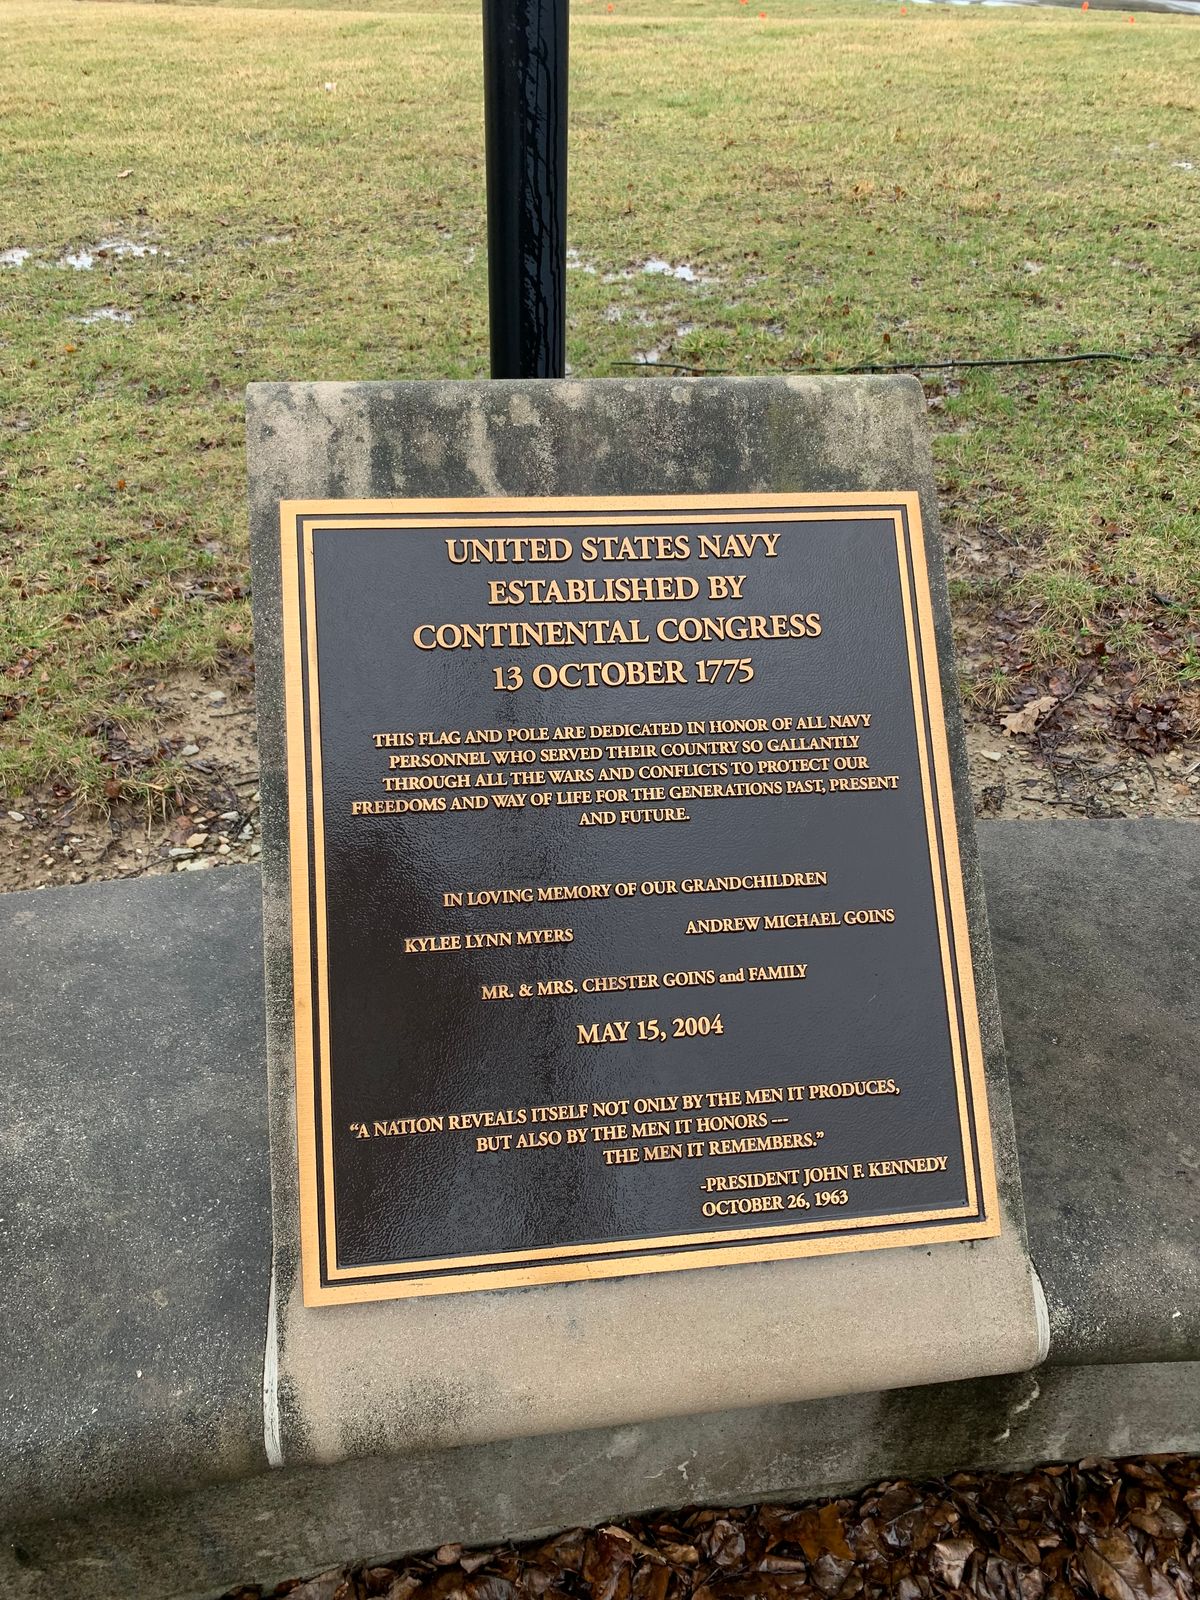 UNITED STATES NAVY
ESTABLISHED BY
CONTINENTAL CONGRESS
13 OCTOBER 1775
THIS FLAG AND POLE ARE DEDICATED IN HONOR OF ALL NAVY
PERSONNEL WHO SERVED THEIR COUNTRY SO GALLANTLY
THROUGH ALL THE WARS AND CONFLICTS TO PROTECT OUR
FREEDOMS AND WAY OF LIFE FOR THE GENERATIONS PAST, PRESENT
AND FUTURE.
IN LOVING MEMORY OF OUR GRANDCHILDREN
KYLEE LYNN MYERS ANDREW MICHAEL GOINS
MR. & MRS. CHESTER GOINS and FAMILY
MAY 15, 2004
“A NATION REVEALS ITSELF NOT ONLY BY THE MEN IT PRODUCES,
BUT ALSO BY THE MEN IT HONORS ---
THE MEN IT REMEMBERS.”
-PRESIDENT JOHN F. KENNEDY
OCTOBER 26, 1963